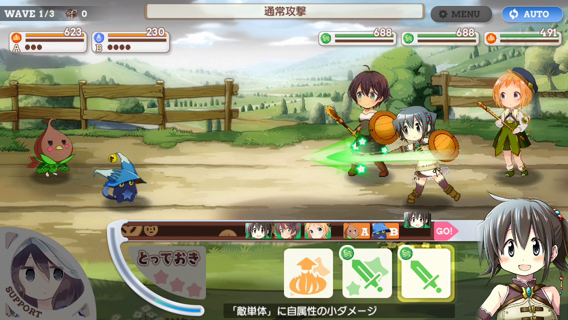 WAVE 1/3 0
通常攻撃
MENU
AUTO
623
A
230
B
688
688
491
A B GO!
とっておき
SUPPORT
「敵単体」に自属性の小ダメージ